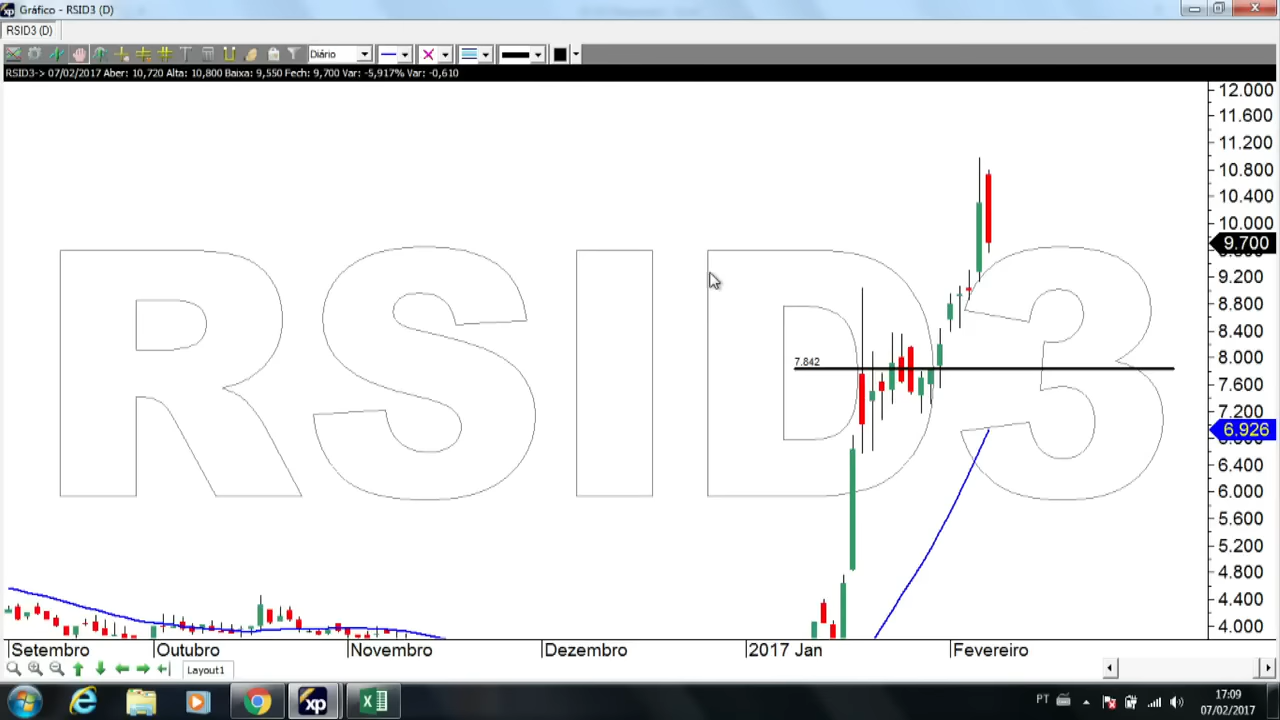 xp Gráfico - RSID3 (D)
RSID3 (D)
Diário
RSID3-> 07/02/2017 Aber: 10,720 Alta: 10,800 Baixa: 9,550 Fech: 9,700 Var: -5,917% Var: -0,610
12.000
11.600
11.200
10.800
10.400
10.000
9.700
9.200
8.800
8.400
8.000
7.842
7.600
7.200
6.926
6.400
6.000
5.600
5.200
4.800
4.400
4.000
RSID3
Setembro Outubro Novembro Dezembro 2017 Jan Fevereiro
Layout1
xp
PT
17:09
07/02/2017